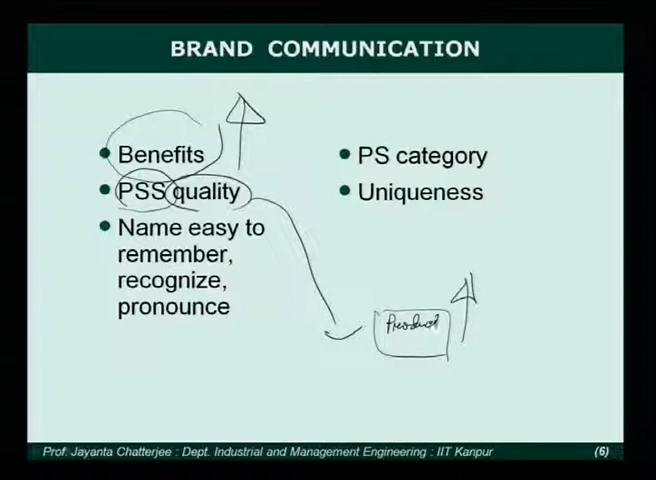 BRAND COMMUNICATION
• Benefits
• PSS quality
• Name easy to
remember,
recognize,
pronounce
• PS category
• Uniqueness
Product
Prof. Jayanta Chatterjee : Dept. Industrial and Management Engineering : IIT Kanpur
(6)